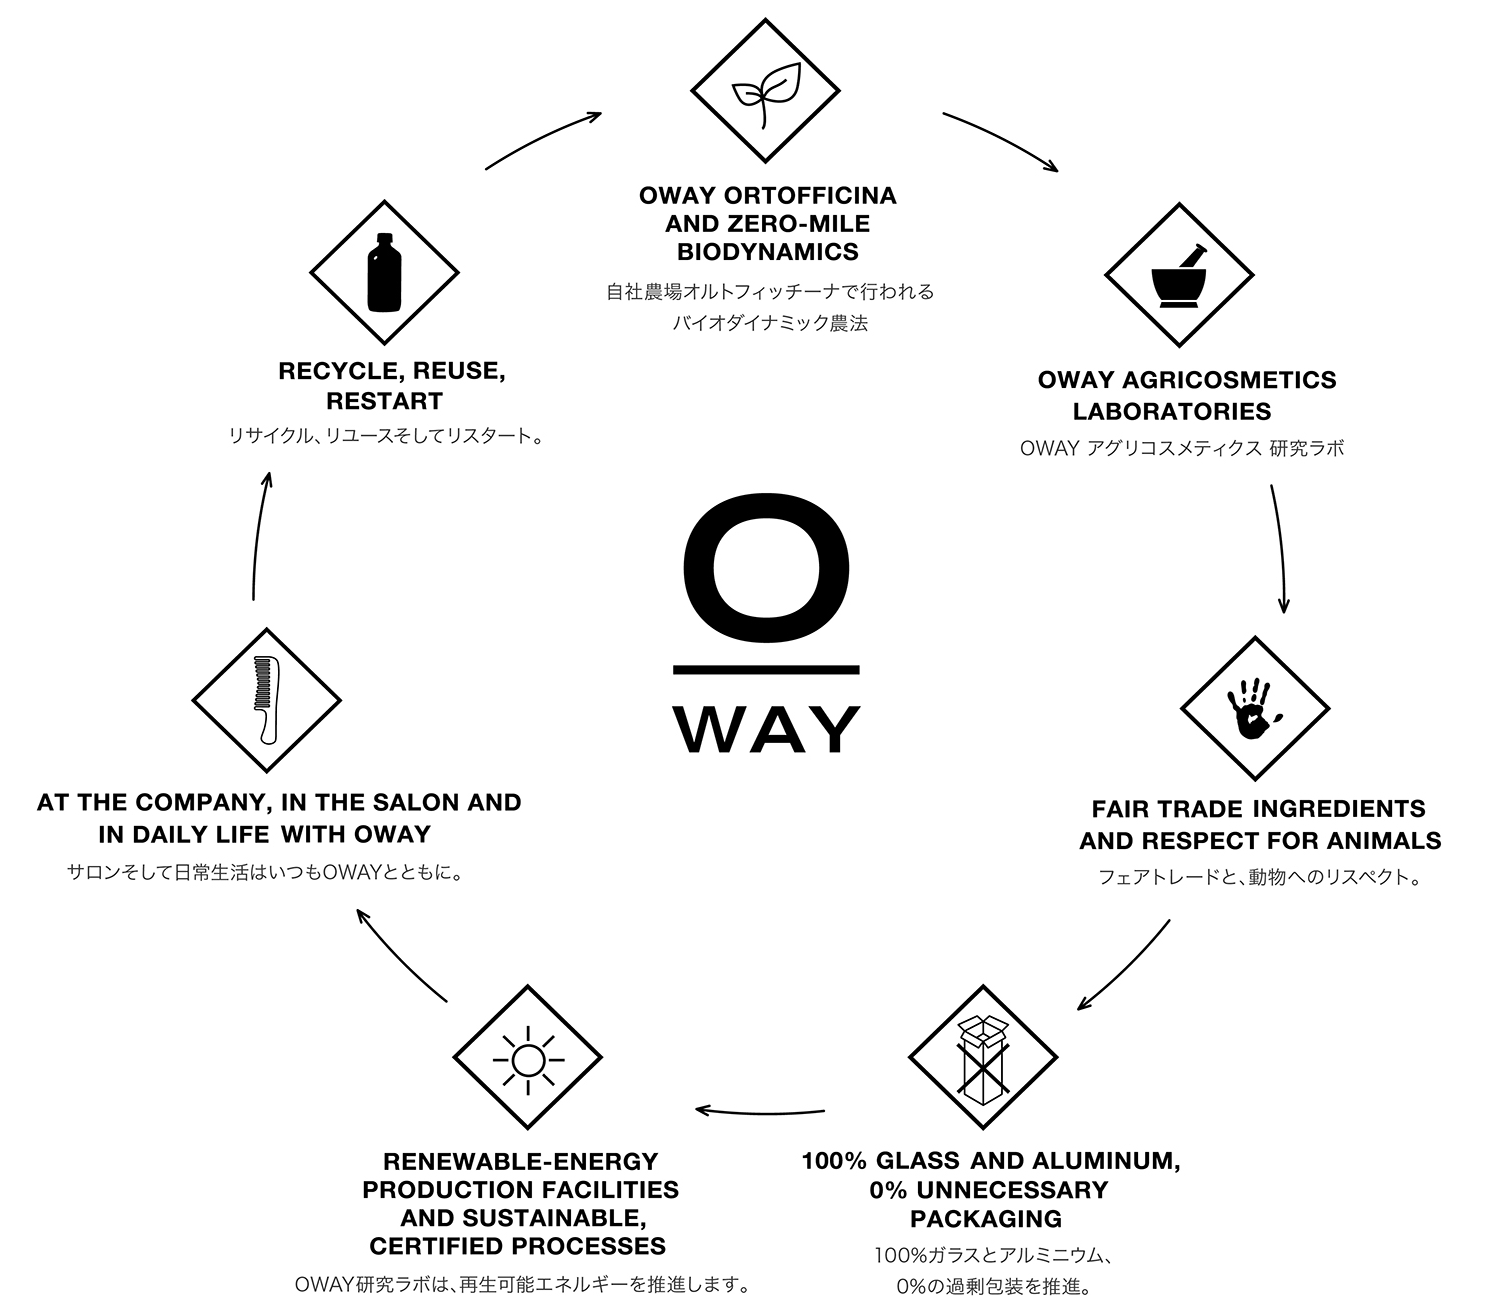 OWAY ORTOFFICINA
AND ZERO-MILE
BIODYNAMICS
自社農場オルトフィッチーナで行われる
バイオダイナミック農法
OWAY AGRICOSMETICS
LABORATORIES
OWAY アグリコスメティクス 研究ラボ
FAIR TRADE INGREDIENTS
AND RESPECT FOR ANIMALS
フェアトレードと、動物へのリスペクト。
100% GLASS AND ALUMINUM,
0% UNNECESSARY
PACKAGING
100%ガラスとアルミニウム、
0%の過剰包装を推進。
RENEWABLE-ENERGY
PRODUCTION FACILITIES
AND SUSTAINABLE,
CERTIFIED PROCESSES
OWAY研究ラボは、再生可能エネルギーを推進します。
AT THE COMPANY, IN THE SALON AND
IN DAILY LIFE WITH OWAY
サロンそして日常生活はいつもOWAYとともに。
RECYCLE, REUSE,
RESTART
リサイクル、リユースそしてリスタート。
O
WAY